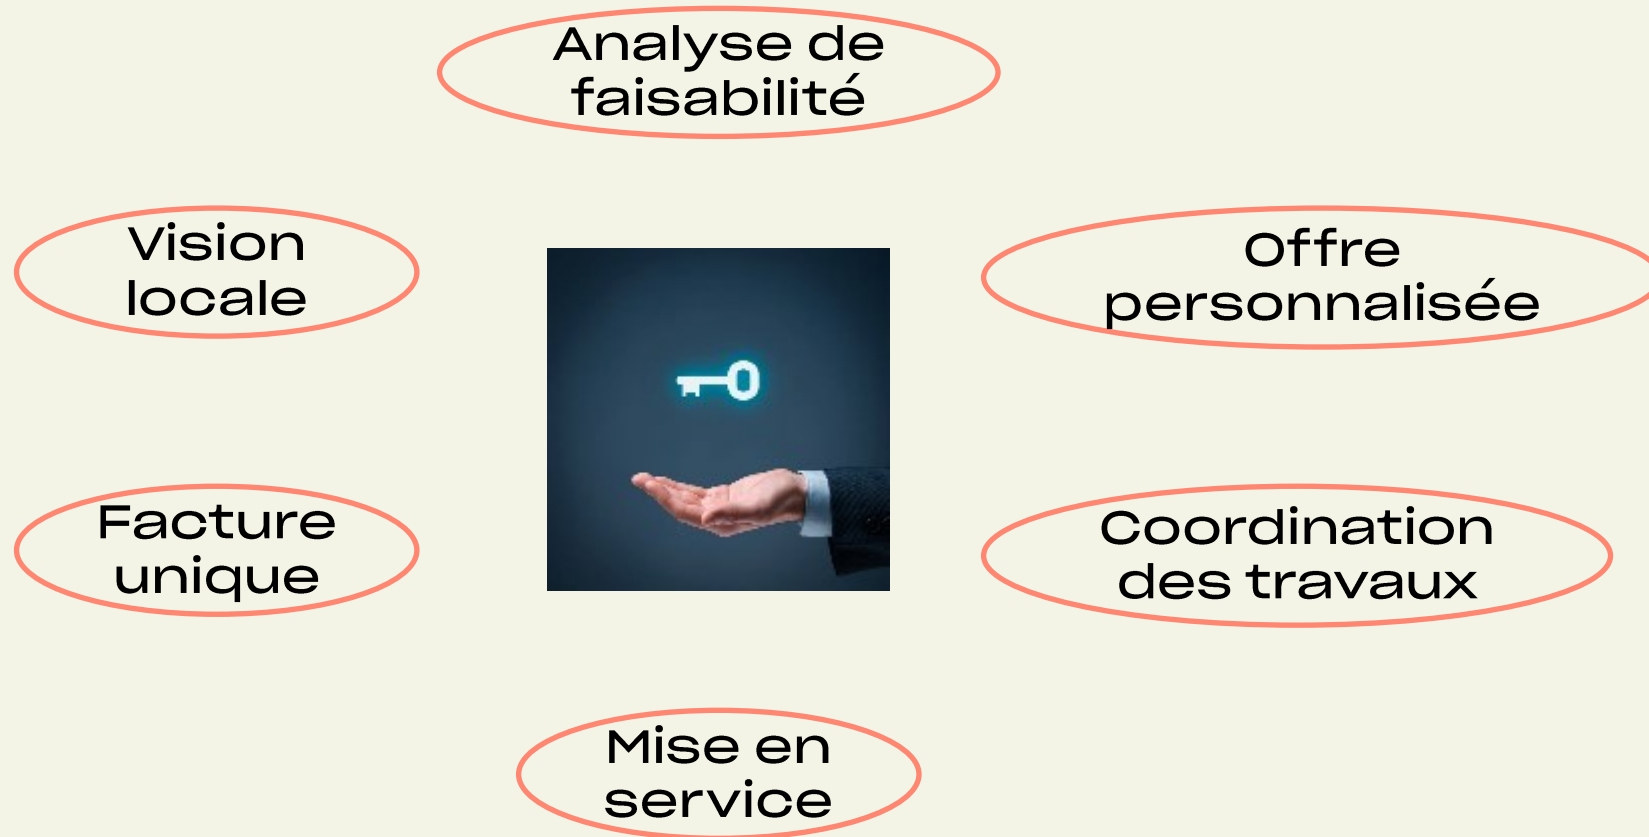 Analyse de
faisabilité
Vision
locale
Offre
personnalisée
Facture
unique
Coordination
des travaux
Mise en
service